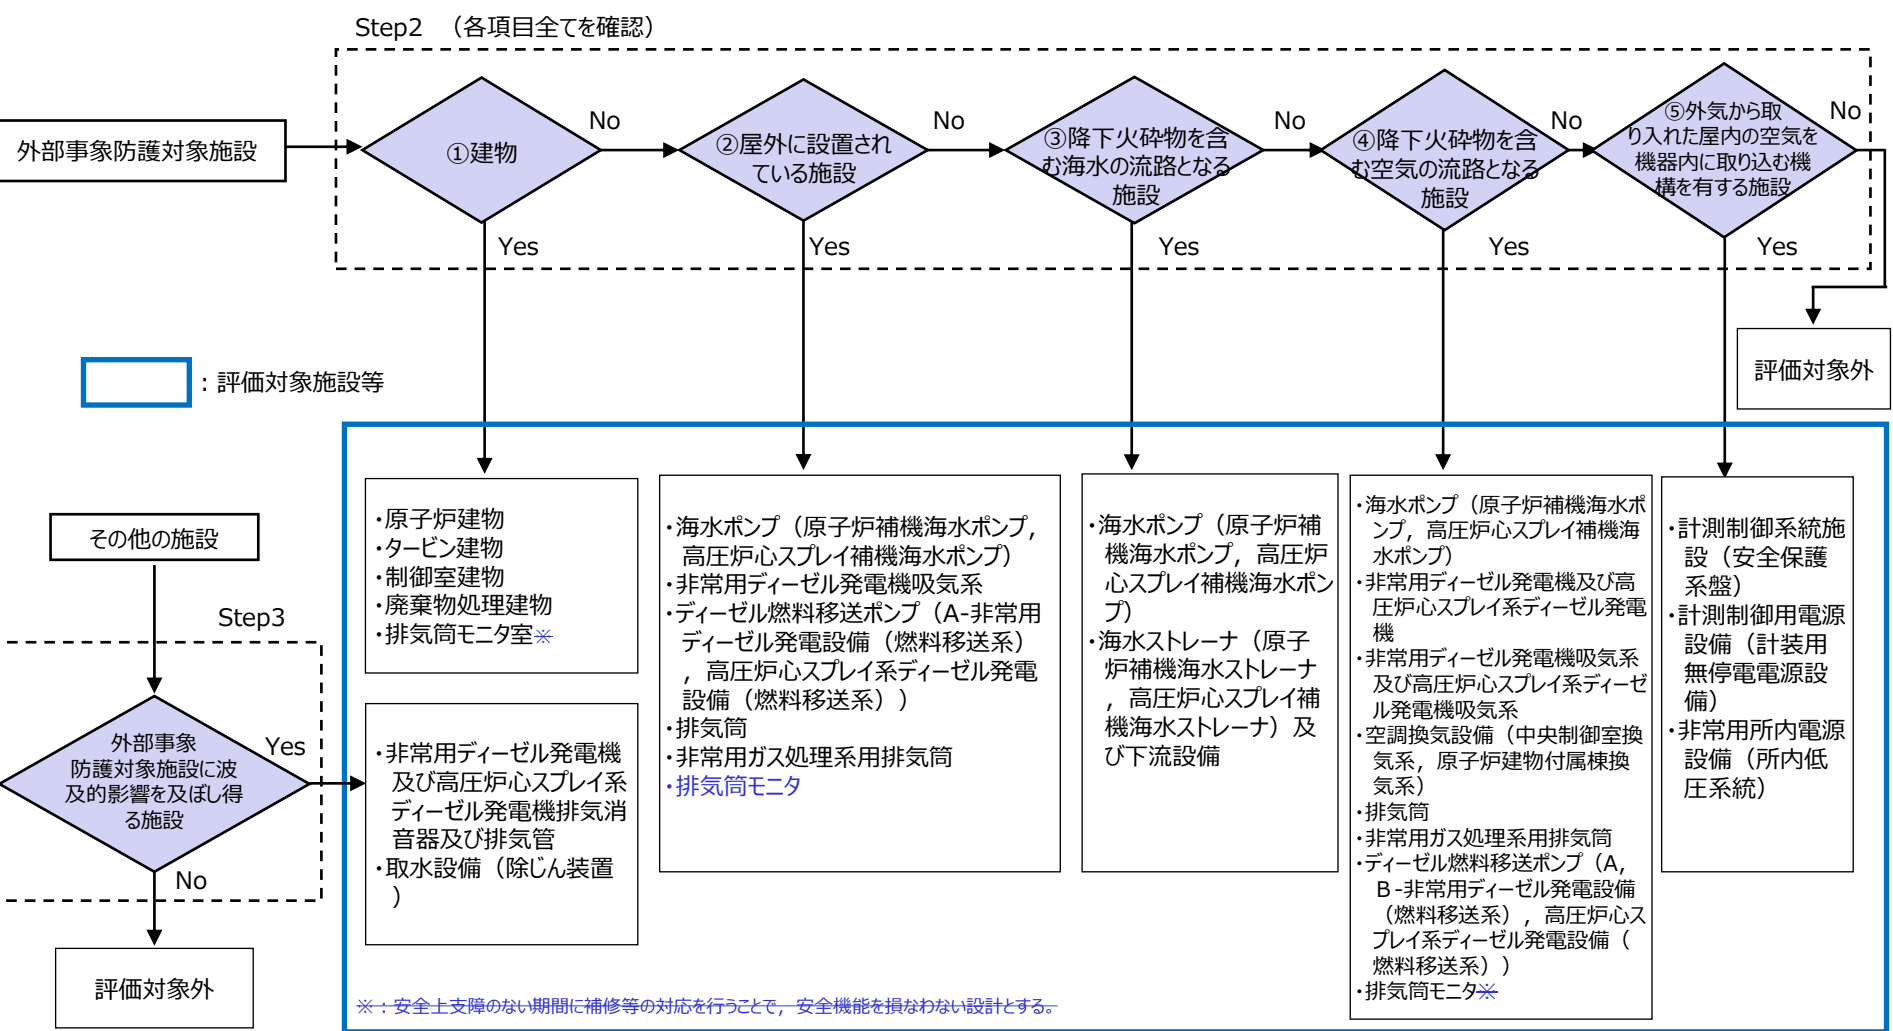 Step2 （各項目全てを確認）
外部事象防護対象施設
①建物
No
②屋外に設置され
ている施設
No
③降下火砕物を含
む海水の流路となる
施設
No
④降下火砕物を含
む空気の流路となる
施設
No
⑤外気から取
り入れた屋内の空気を
機器内に取り込む機
構を有する施設
No
Yes
Yes
Yes
Yes
Yes
評価対象外
：評価対象施設等
・原子炉建物
・タービン建物
・制御室建物
・廃棄物処理建物
・排気筒モニタ室※
・海水ポンプ（原子炉補機海水ポンプ，
高圧炉心スプレイ補機海水ポンプ）
・非常用ディーゼル発電機吸気系
・ディーゼル燃料移送ポンプ（A-非常用
ディーゼル発電設備（燃料移送系）
，高圧炉心スプレイ系ディーゼル発電
設備（燃料移送系））
・排気筒
・非常用ガス処理系用排気筒
・排気筒モニタ
・海水ポンプ（原子炉補
機海水ポンプ，高圧炉
心スプレイ補機海水ポン
プ）
・海水ストレーナ（原子
炉補機海水ストレーナ
，高圧炉心スプレイ補
機海水ストレーナ）及
び下流設備
・海水ポンプ（原子炉補機海水ポ
ンプ，高圧炉心スプレイ補機海
水ポンプ）
・非常用ディーゼル発電機及び高
圧炉心スプレイ系ディーゼル発電
機
・非常用ディーゼル発電機吸気系
及び高圧炉心スプレイ系ディーゼ
ル発電機吸気系
・空調換気設備（中央制御室換
気系，原子炉建物付属棟換
気系）
・排気筒
・非常用ガス処理系用排気筒
・ディーゼル燃料移送ポンプ（A，
B-非常用ディーゼル発電設備
（燃料移送系），高圧炉心ス
プレイ系ディーゼル発電設備（
燃料移送系））
・排気筒モニタ※
・計測制御系統施
設（安全保護
系盤）
・計測制御用電源
設備（計装用
無停電電源設
備）
・非常用所内電源
設備（所内低
圧系統）
その他の施設
Step3
外部事象
防護対象施設に波
及的影響を及ぼし得
る施設
Yes
No
評価対象外
・非常用ディーゼル発電機
及び高圧炉心スプレイ系
ディーゼル発電機排気消
音器及び排気管
・取水設備（除じん装置
）
※：安全上支障のない期間に補修等の対応を行うことで，安全機能を損なわない設計とする。